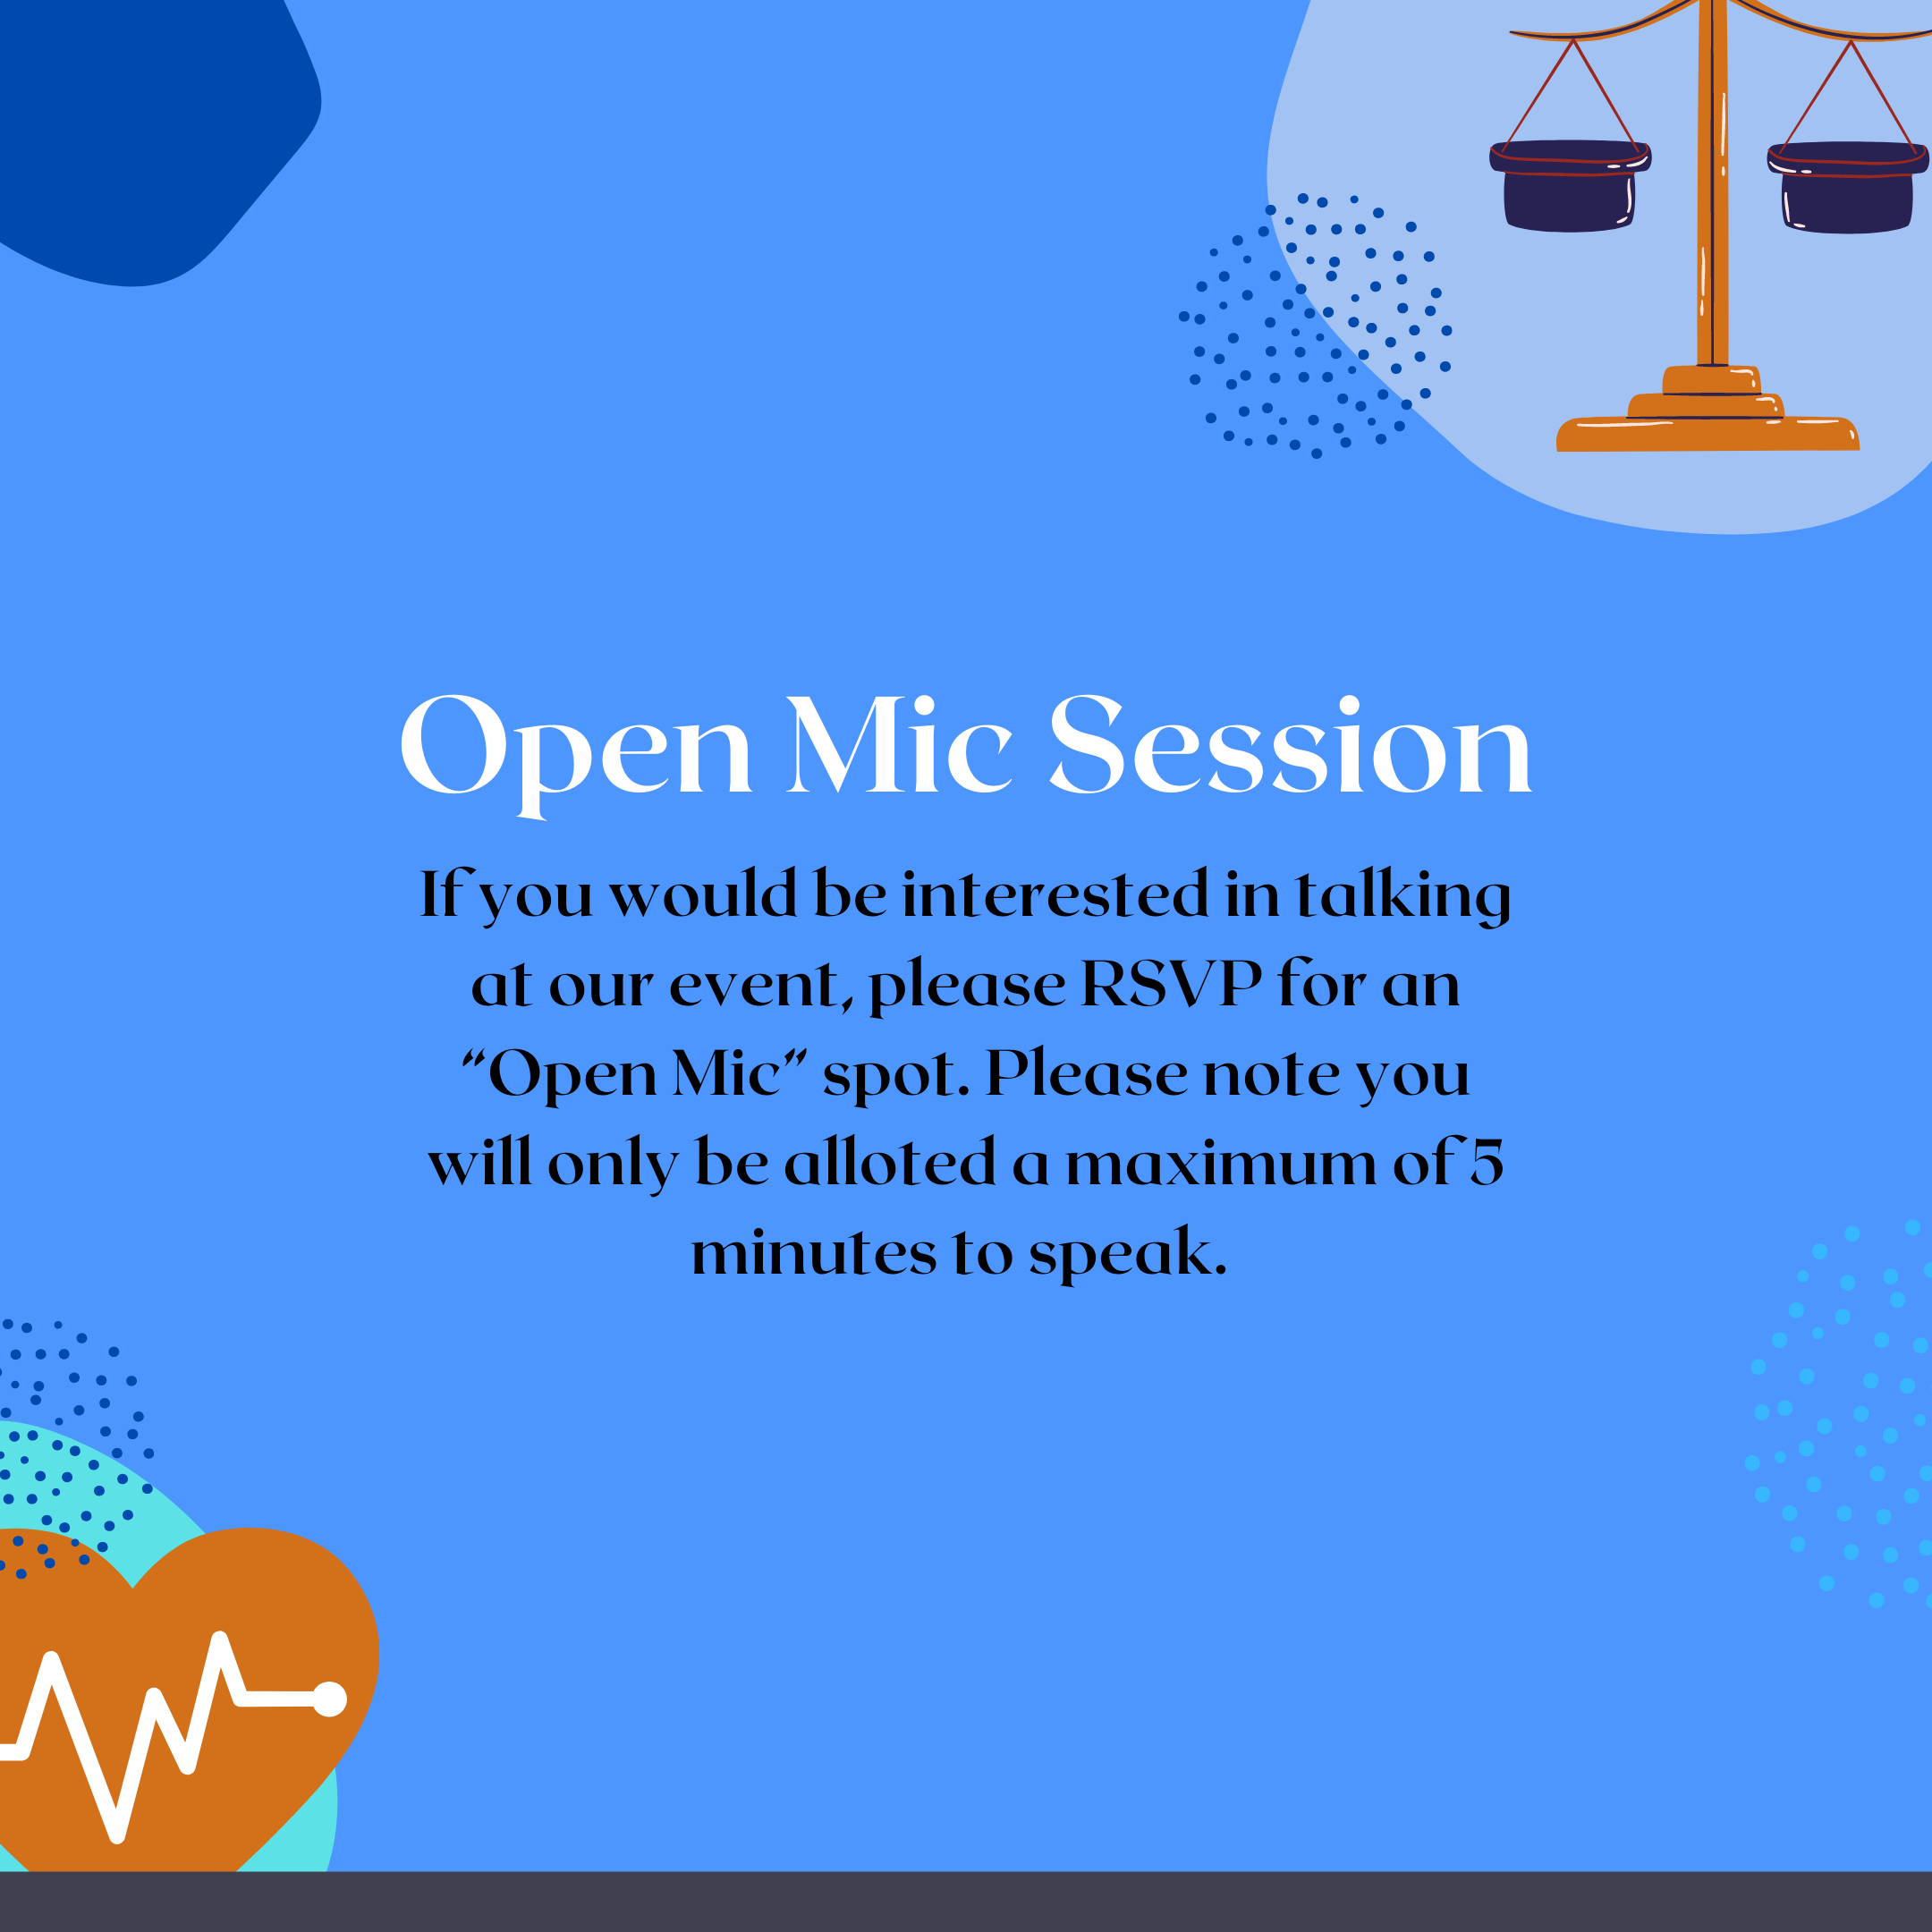 Open Mic Session
If you would be interested in talking
at our event, please RSVP for an
“Open Mic” spot. Please note you
will only be alloted a maximum of 5
minutes to speak.